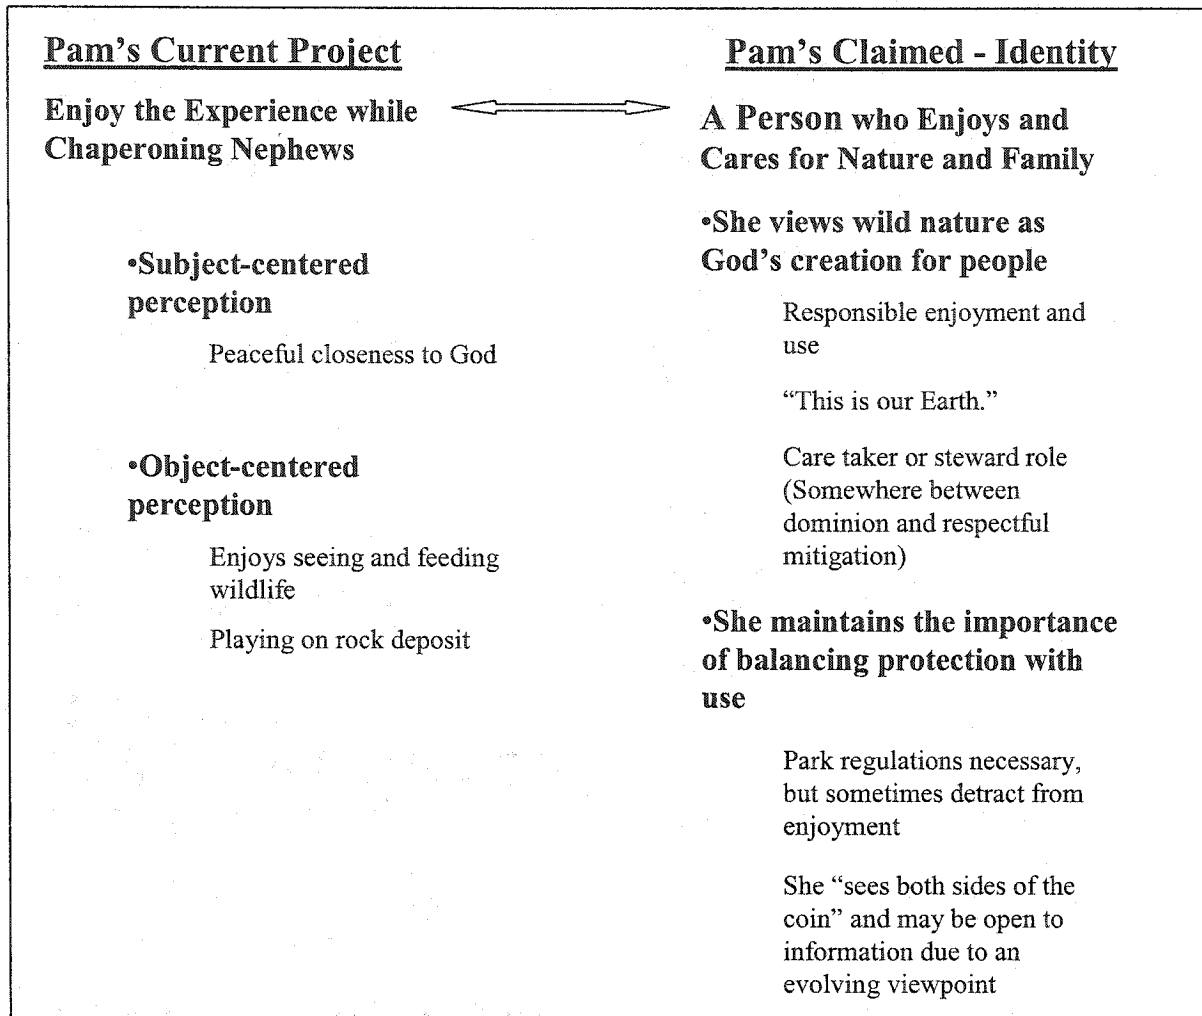 Pam's Current Project
Enjoy the Experience while
Chaperoning Nephews
•Subject-centered
perception
Peaceful closeness to God
•Object-centered
perception
Enjoys seeing and feeding
wildlife
Playing on rock deposit
Pam's Claimed - Identity
A Person who Enjoys and
Cares for Nature and Family
•She views wild nature as
God's creation for people
Responsible enjoyment and
use
“This is our Earth.”
Care taker or steward role
(Somewhere between
dominion and respectful
mitigation)
•She maintains the importance
of balancing protection with
use
Park regulations necessary,
but sometimes detract from
enjoyment
She “sees both sides of the
coin” and may be open to
information due to an
evolving viewpoint